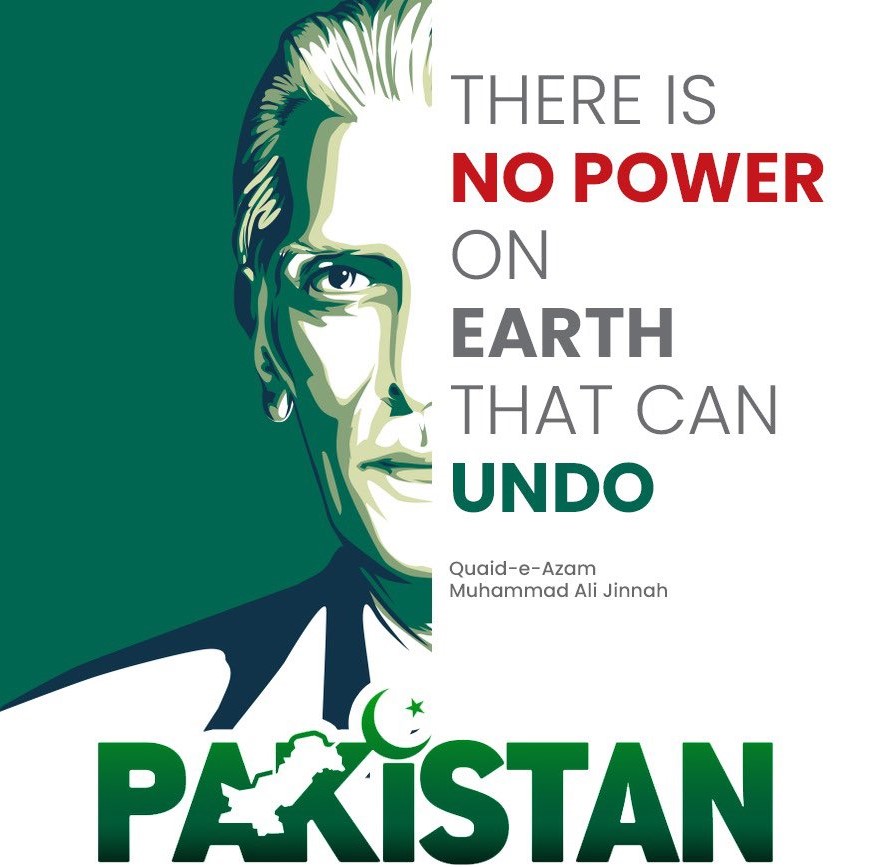 THERE IS
NO POWER
ON
EARTH
THAT CAN
UNDO
Quaid-e-Azam
Muhammad Ali Jinnah
PAKiSTAN